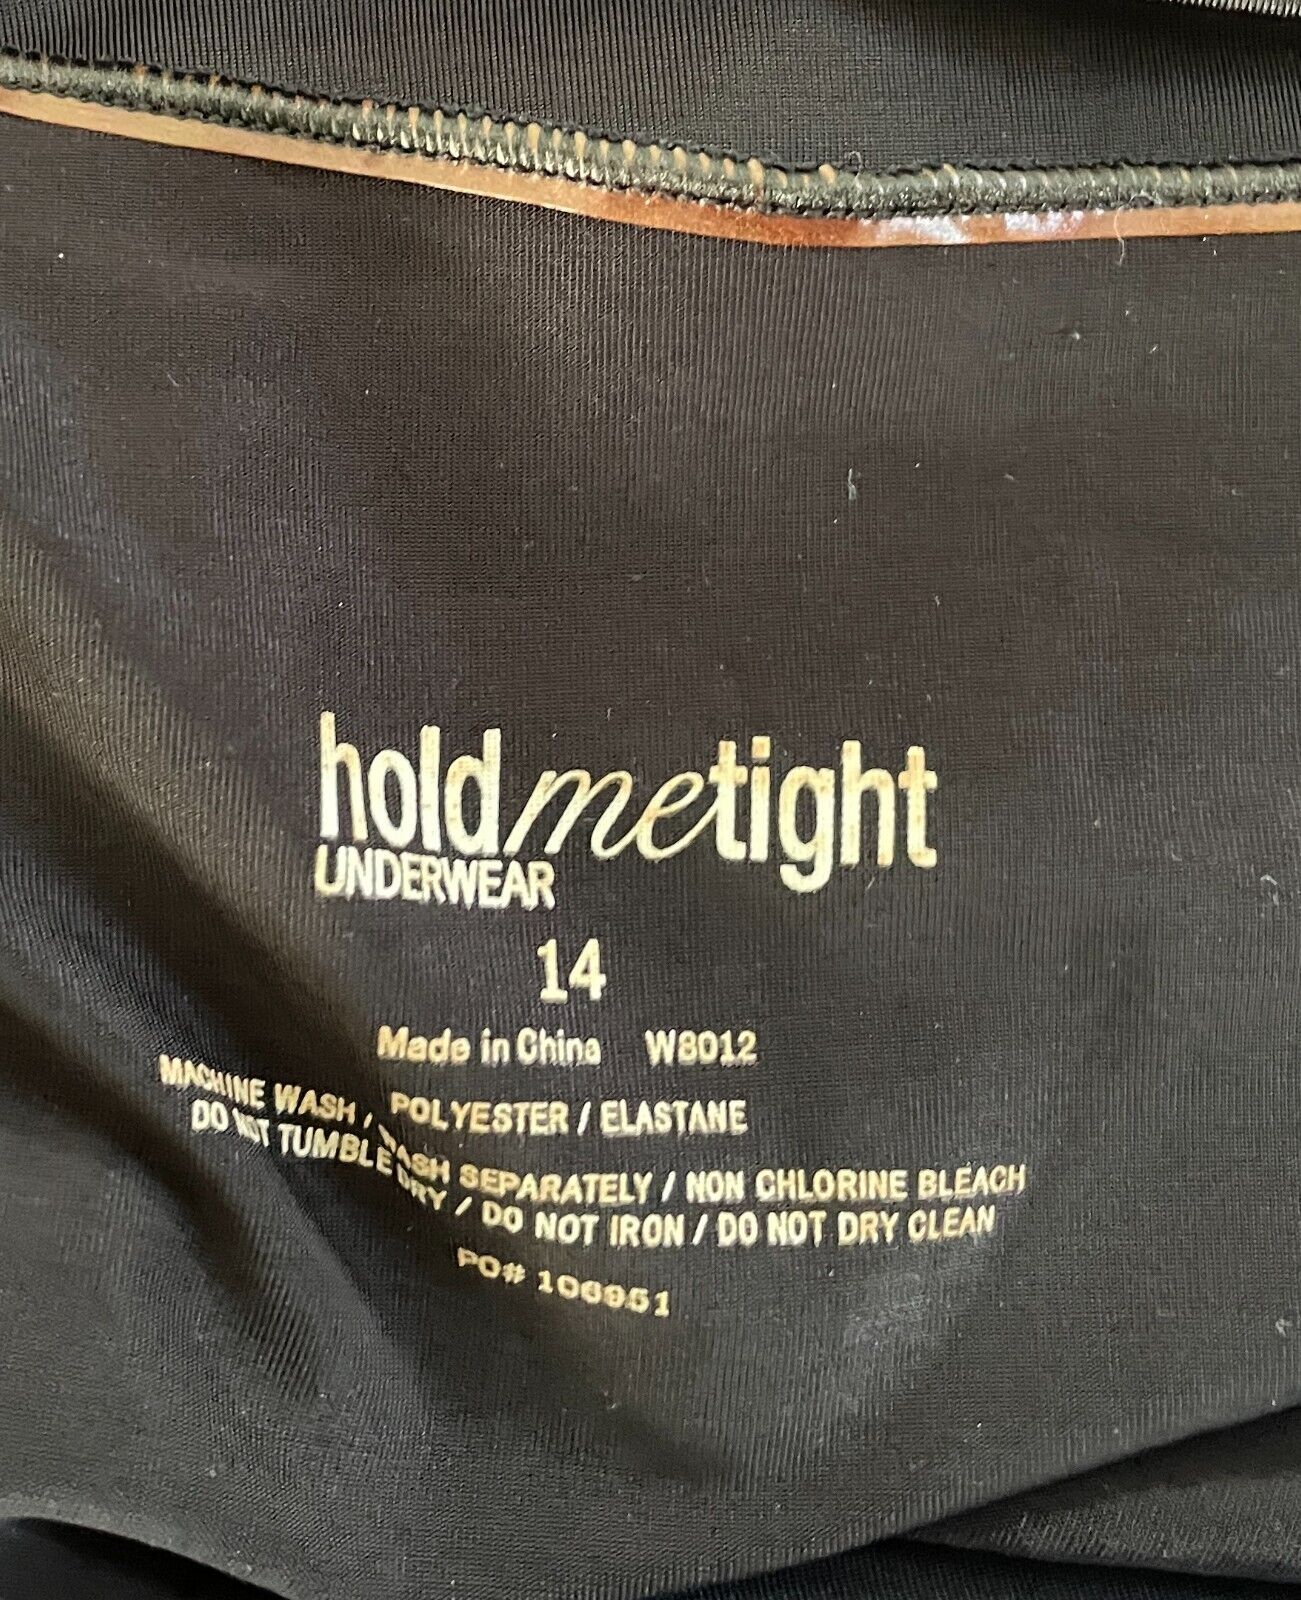 holdmetight
UNDERWEAR
14
Made in China W8012
POLYESTER / ELASTANE
MACHINE WASH / WASH SEPARATELY / NON CHLORINE BLEACH
DO NOT TUMBLE DRY / DO NOT IRON / DO NOT DRY CLEAN
PO# 106951